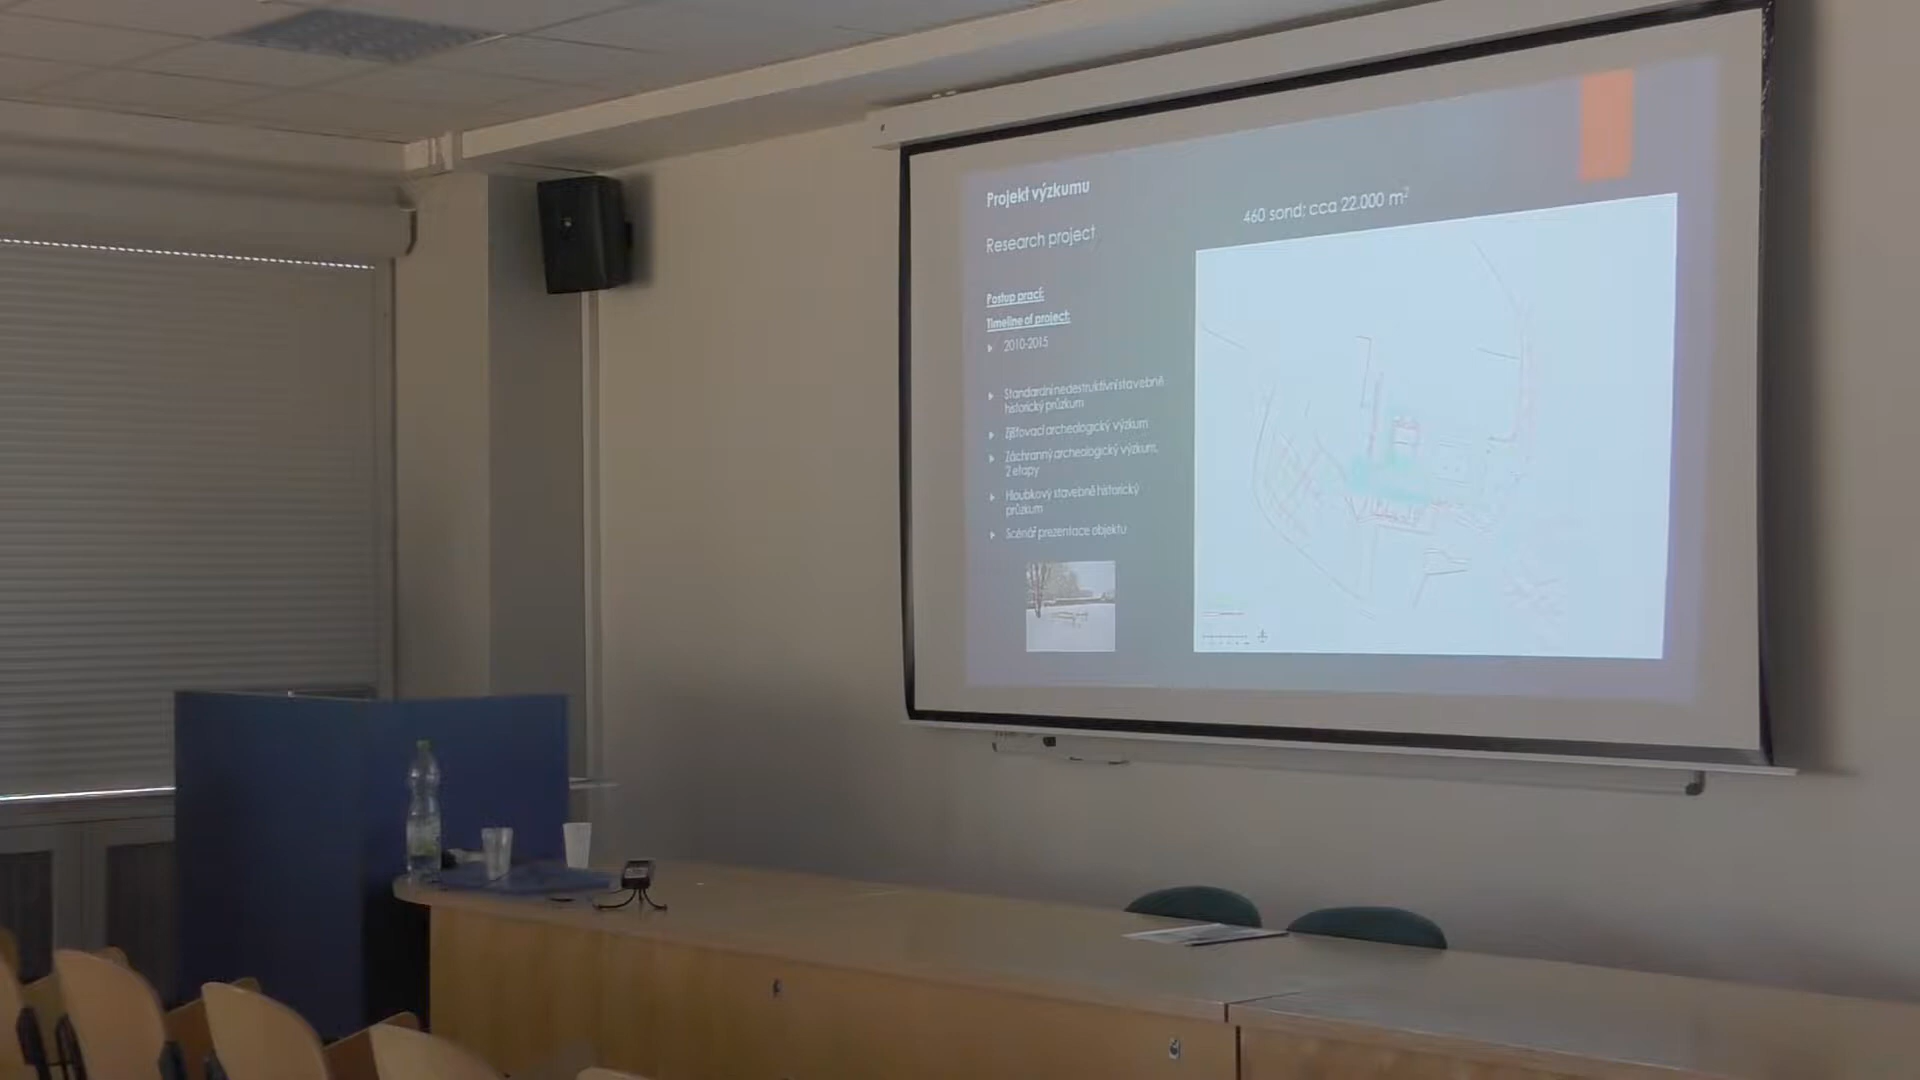 Projekt výzkumu
Research project
460 sond; cca 22.000 m²
Postup prací:
Timeline of project:
2010-2015
Standardní nedestruktivní stavebně
historický průzkum
Zjišťovací archeologický výzkum
Záchranný archeologický výzkum,
2 etapy
Hloubkový stavebně historický
průzkum
Scénář prezentace objektu